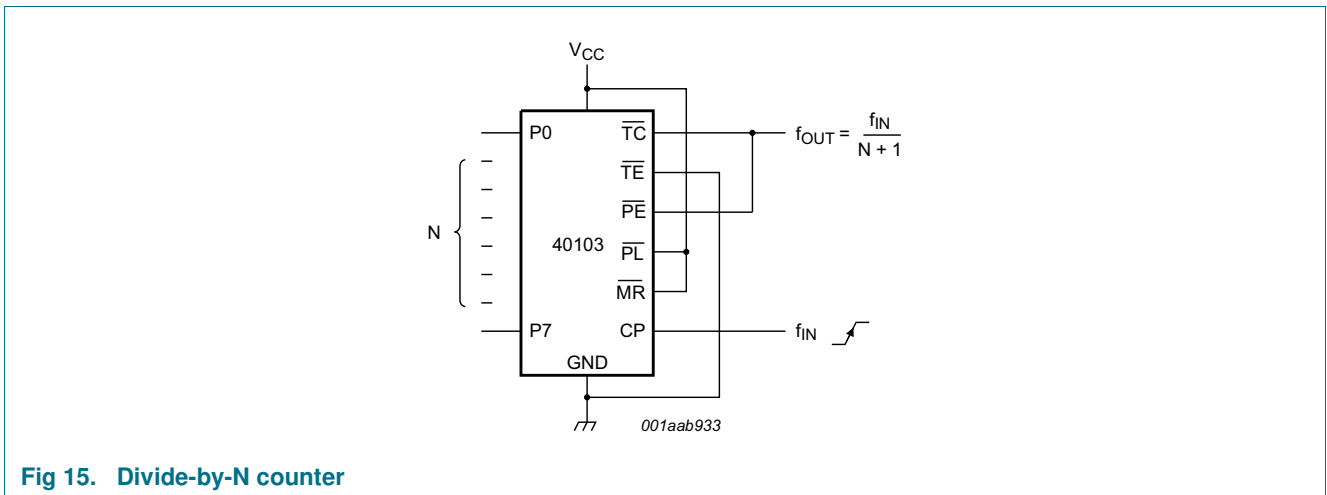 VCC
P0
TC
fOUT = fIN
N + 1
TE
PE
N
40103
PL
MR
P7
CP
fIN
GND
001aab933
Fig 15. Divide-by-N counter